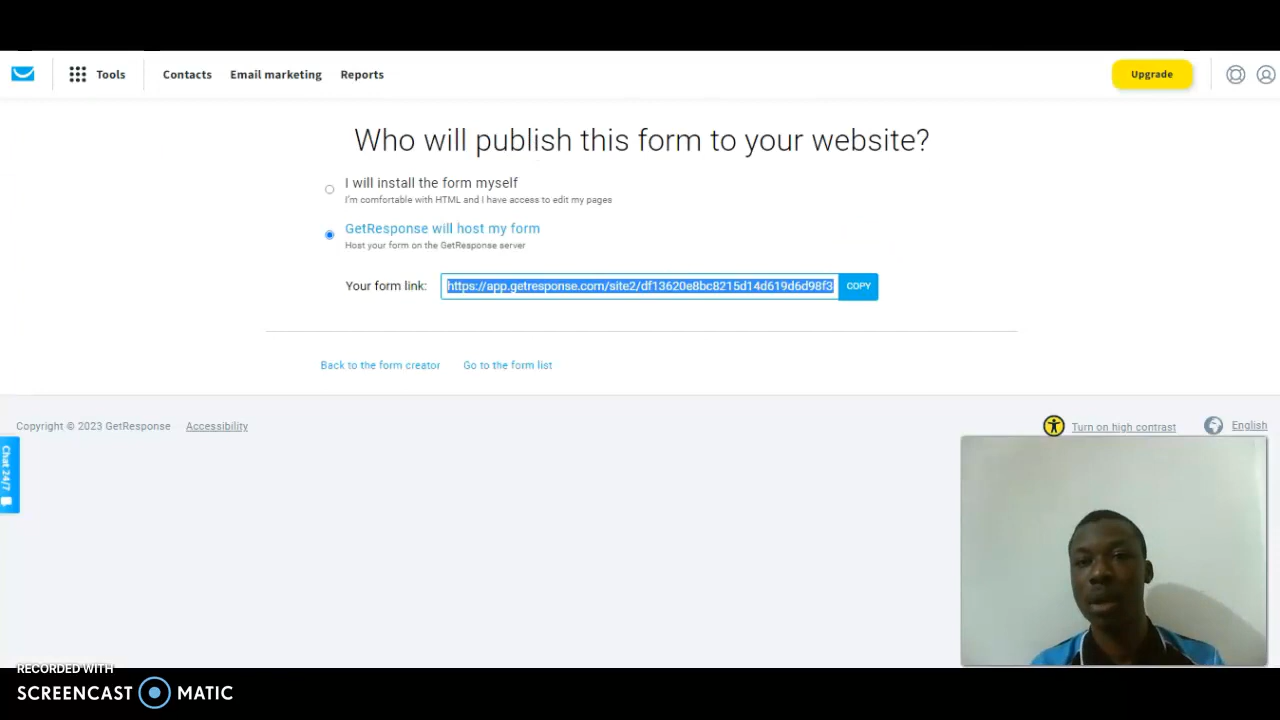 Tools
Contacts
Email marketing
Reports
Upgrade
Who will publish this form to your website?
I will install the form myself
I'm comfortable with HTML and I have access to edit my pages
GetResponse will host my form
Host your form on the GetResponse server
Your form link: https://app.getresponse.com/site2/df13620e8bc8215d14d619d6d98f3 COPY
Back to the form creator
Go to the form list
Copyright © 2023 GetResponse
Accessibility
Turn on high contrast
English
Chat 24/7
RECORDED WITH
SCREENCAST MATIC